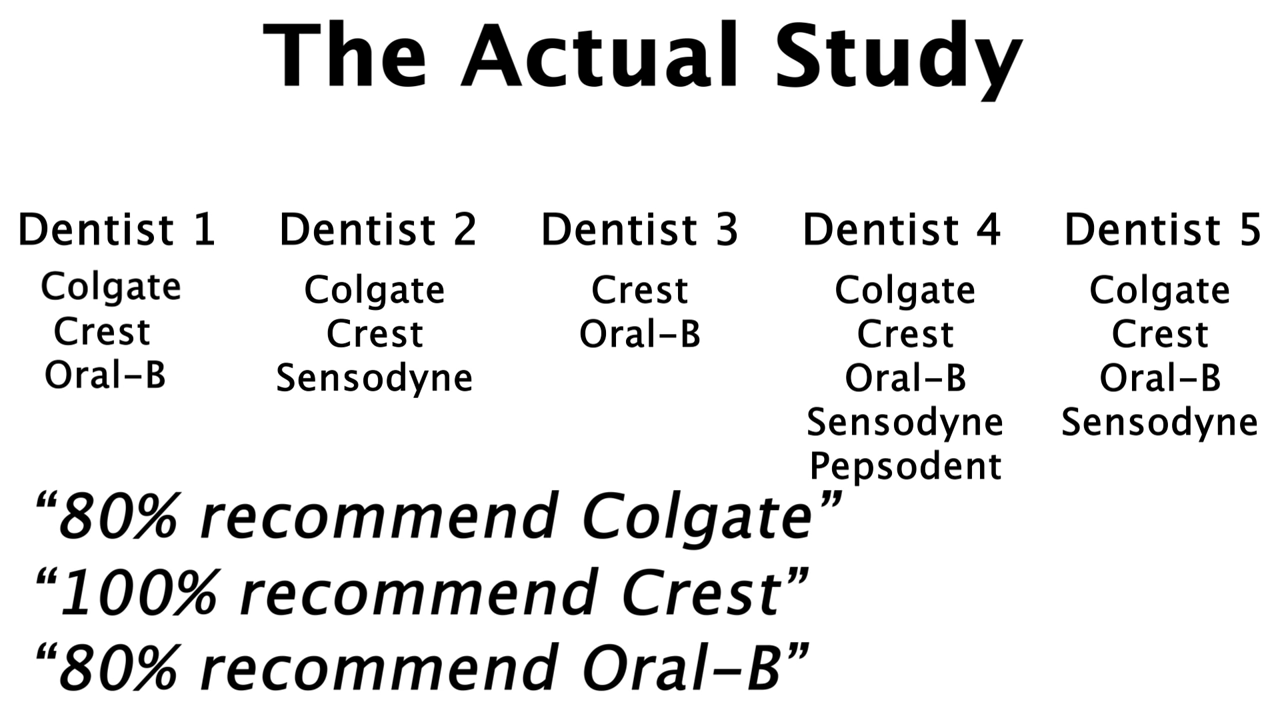 The Actual Study
Dentist 1
Colgate
Crest
Oral-B
Dentist 2
Colgate
Crest
Sensodyne
Dentist 3
Crest
Oral-B
Dentist 4
Colgate
Crest
Oral-B
Sensodyne
Pepsodent
Dentist 5
Colgate
Crest
Oral-B
Sensodyne
“80% recommend Colgate”
“100% recommend Crest”
“80% recommend Oral-B”